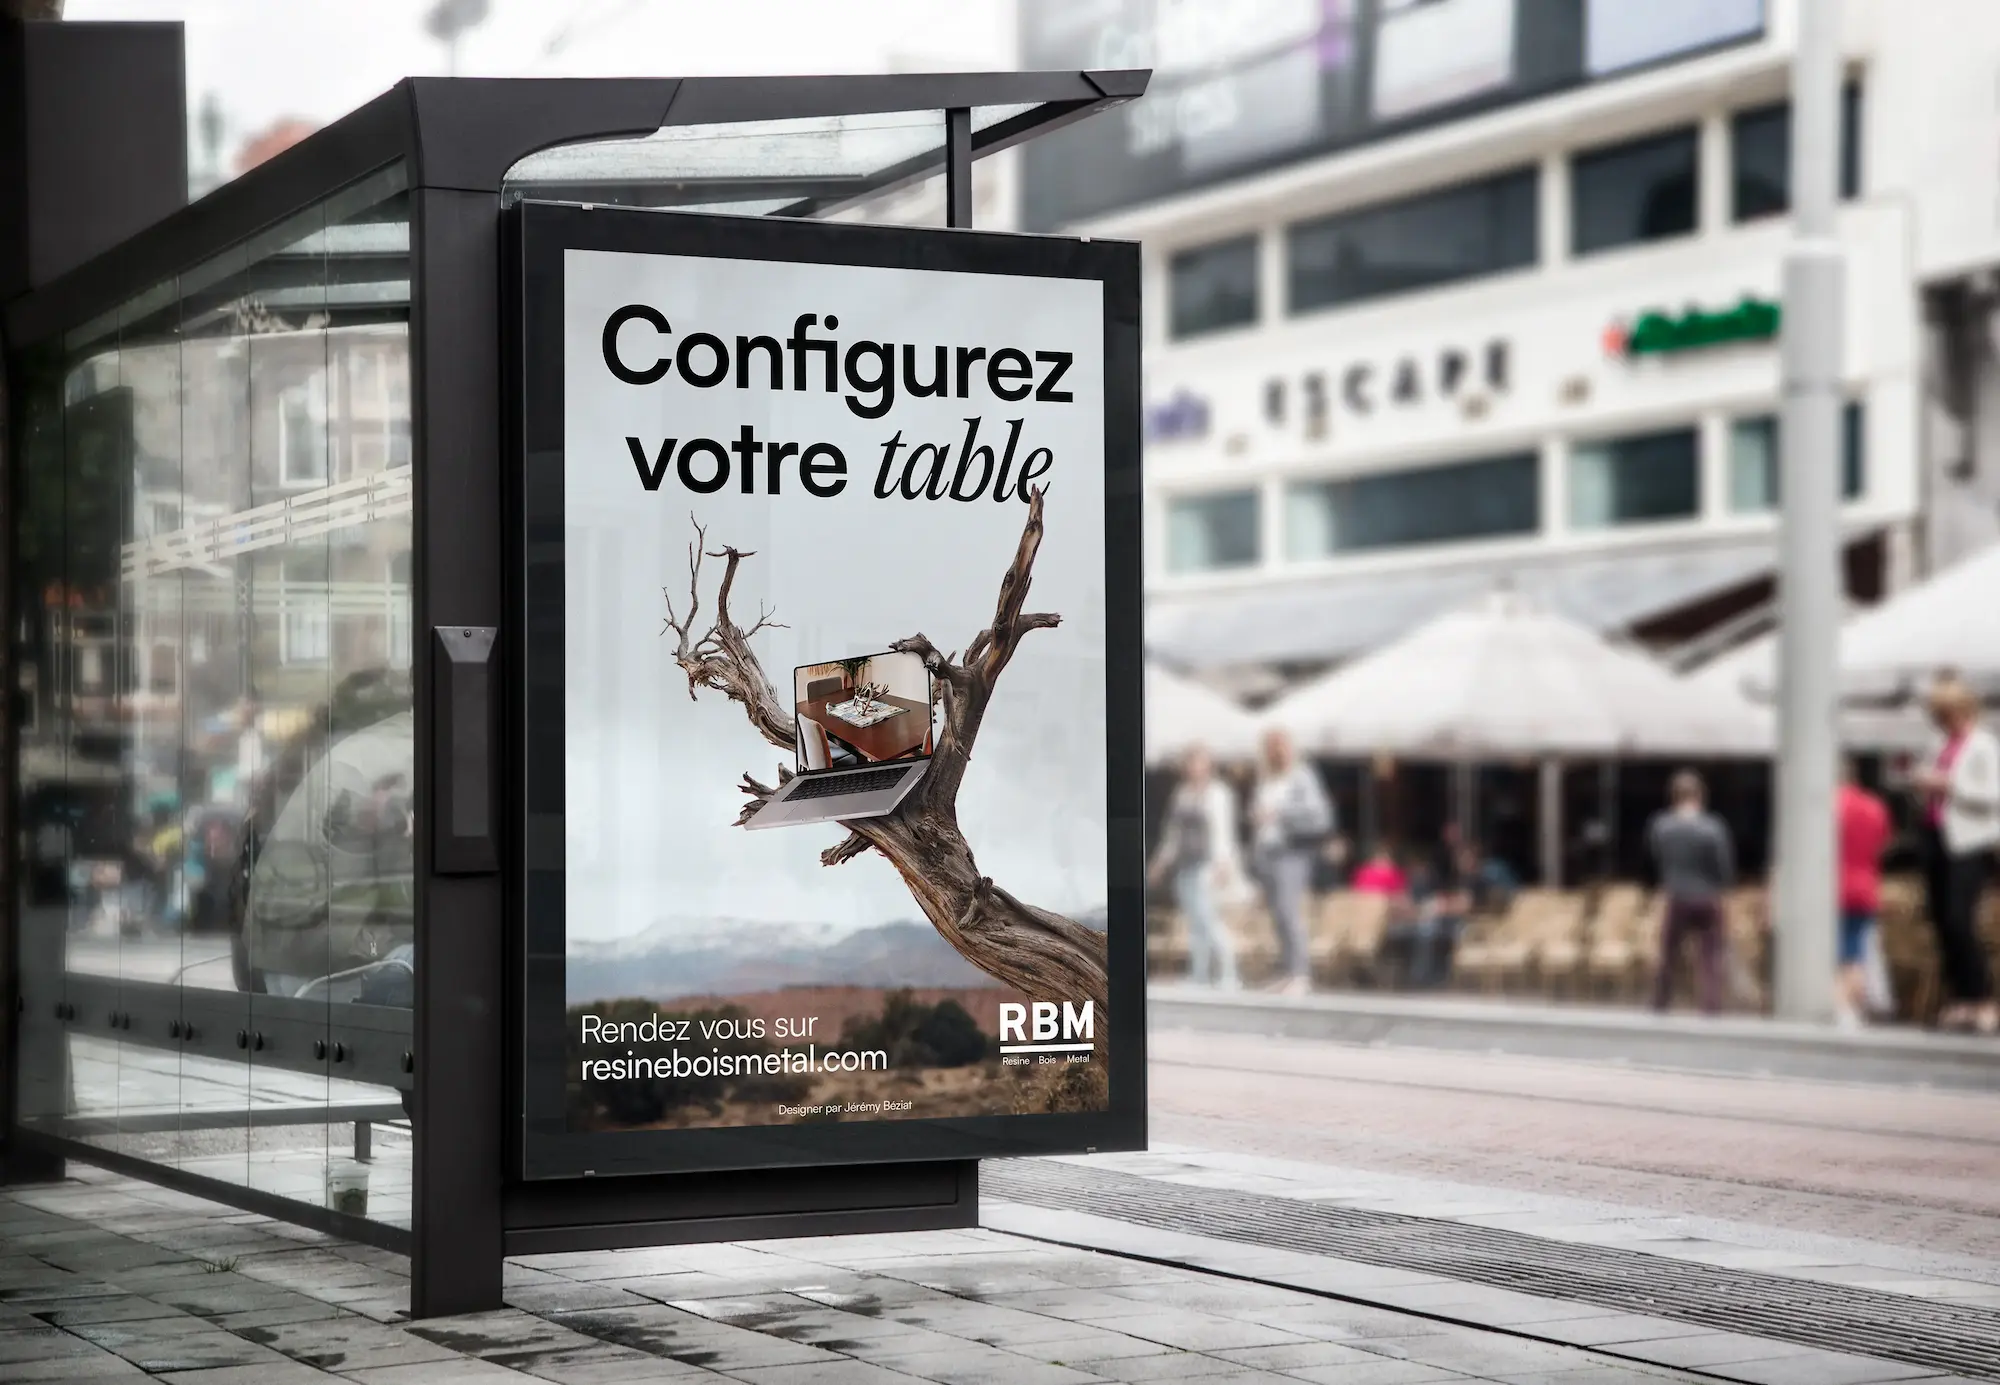 Configurez
votre table
Rendez vous sur
resineboismetal.com
RBM
Resine Bois Metal
Designer par Jérémy Béziat
ESCAPE